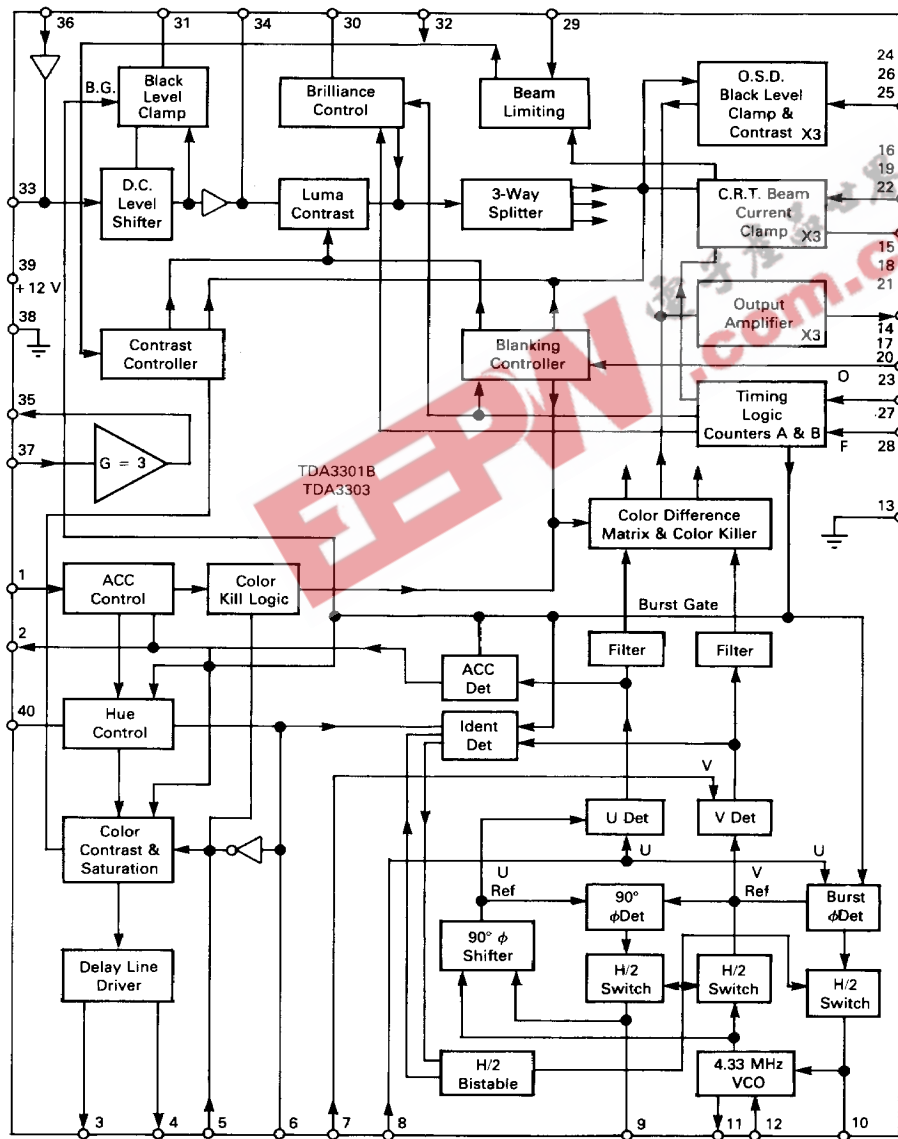 36
31
34
30
32
29
24
26
25
B.G.
Black
Level
Clamp
Brilliance
Control
Beam
Limiting
O.S.D.
Black Level
Clamp &
Contrast
X3
16
19
22
33
D.C.
Level
Shifter
Luma
Contrast
3-Way
Splitter
C.R.T. Beam
Current
Clamp
X3
15
18
21
39
+ 12 V
38
Contrast
Controller
Blanking
Controller
Output
Amplifier
X3
14
17
20
O
23
35
37
G = 3
TDA3301B
TDA3303
Timing
Logic
Counters A & B
27
F
28
EEPW.com.c
13
Color Difference
Matrix & Color Killer
1
ACC
Control
Color
Kill Logic
Burst Gate
2
ACC
Det
Filter
Filter
40
Hue
Control
Ident
Det
V
Color
Contrast &
Saturation
U Det
V Det
U
U
U
Ref
V
Ref
90°
ϕDet
Burst
ϕDet
90° ϕ
Shifter
Delay Line
Driver
H/2
Switch
H/2
Switch
H/2
Switch
H/2
Bistable
4.33 MHz
VCO
3
4
5
6
7
8
9
11
12
10